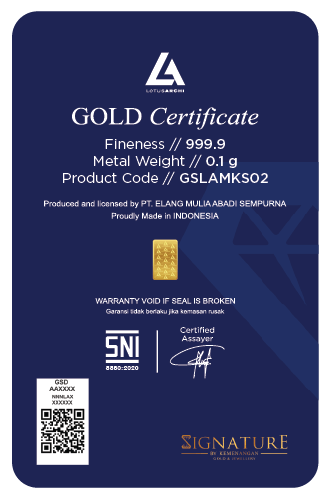 LOTUSARCHI
GOLD Certificate
Fineness // 999.9
Metal Weight // 0.1 g
Product Code // GSLAMKS02
Produced and licensed by PT. ELANG MULIA ABADI SEMPURNA
Proudly Made in INDONESIA
WARRANTY VOID IF SEAL IS BROKEN
Garansi tidak berlaku jika kemasan rusak
SNI
8880:2020
Certified
Assayer
GSD
AAXXXX
NNNLAX
XXXXXX
SIGNATURE
BY KEMENANGAN